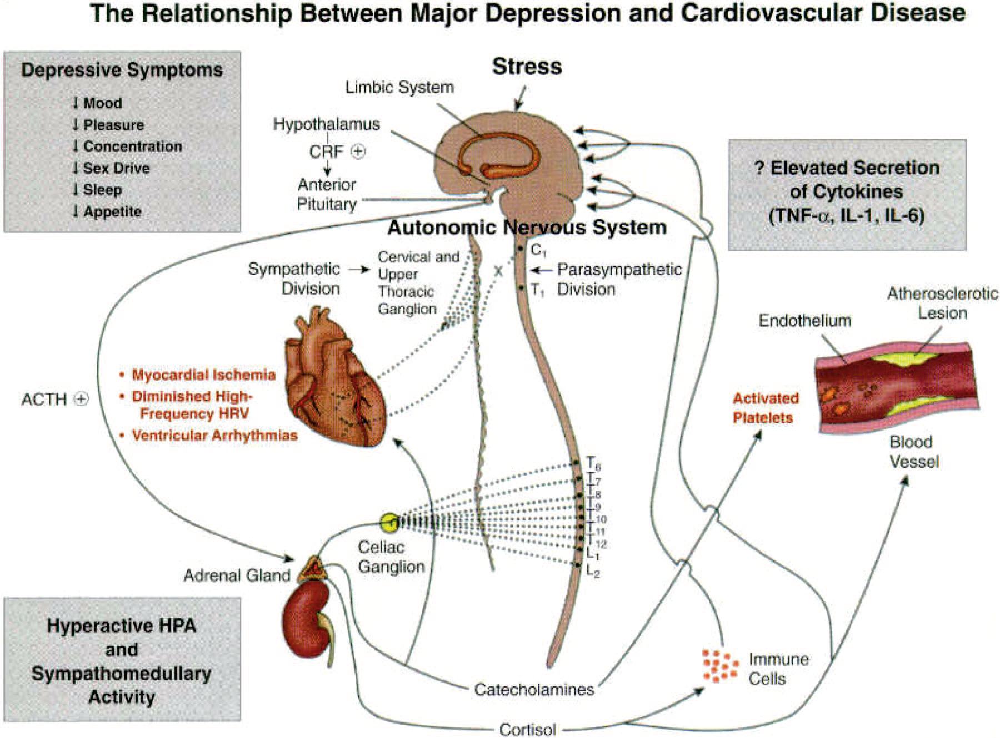 The Relationship Between Major Depression and Cardiovascular Disease
Depressive Symptoms
↓ Mood
↓ Pleasure
↓ Concentration
↓ Sex Drive
↓ Sleep
↓ Appetite
Stress
Limbic System
Hypothalamus
CRF ⊕
Anterior
Pituitary
? Elevated Secretion
of Cytokines
(TNF-α, IL-1, IL-6)
Autonomic Nervous System
Sympathetic
Division
Cervical and
Upper
Thoracic
Ganglion
X
C1
T1
Parasympathetic
Division
Atherosclerotic
Lesion
Endothelium
ACTH ⊕
• Myocardial Ischemia
• Diminished High-
Frequency HRV
• Ventricular Arrhythmias
Activated
Platelets
Blood
Vessel
T6
T7
T8
T9
T10
T11
T12
L1
L2
Celiac
Ganglion
Adrenal Gland
Hyperactive HPA
and
Sympathomedullary
Activity
Immune
Cells
Catecholamines
Cortisol